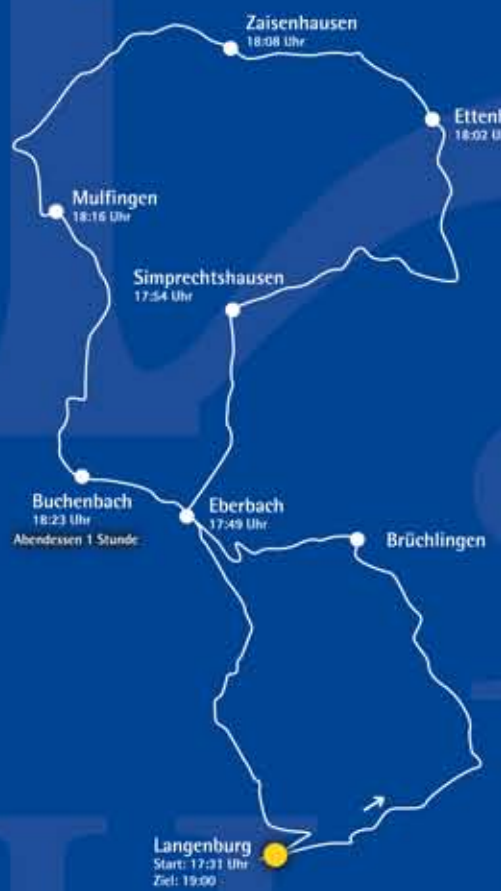 Zaisenhausen
18:08 Uhr
18:02
Mulfingen
18:16 Uhr
Simprechtshausen
17:54 Uhr
Buchenbach
18:23 Uhr
Abendessen 1 Stunde
Eberbach
17:49 Uhr
Brüchlingen
Langenburg
Start: 17:31 Uhr
Ziel: 19:00